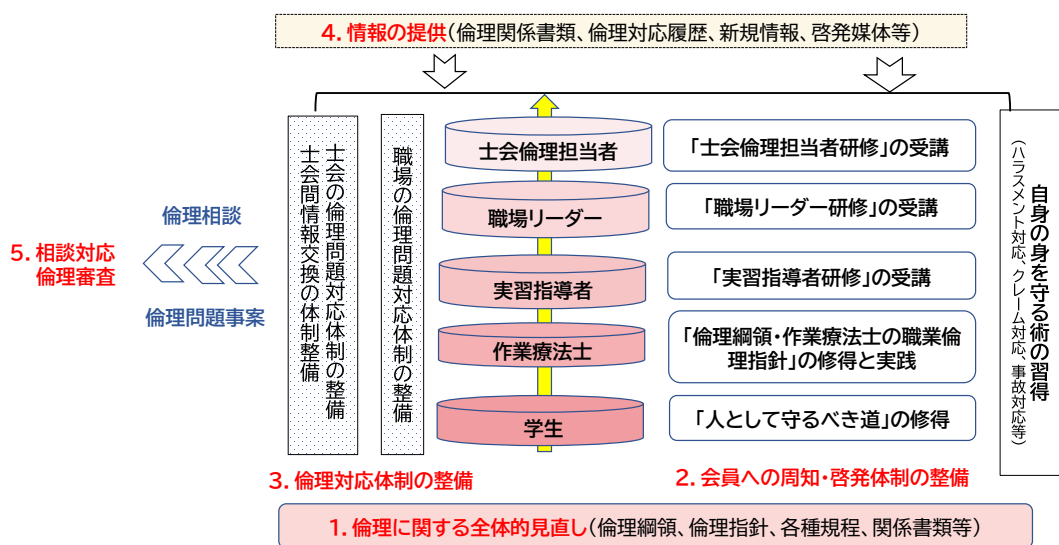 4. 情報の提供(倫理関係書類、倫理対応履歴、新規情報、啓発媒体等)
士会倫理担当者
「士会倫理担当者研修」の受講
職場リーダー
「職場リーダー研修」の受講
実習指導者
「実習指導者研修」の受講
作業療法士
「倫理綱領・作業療法士の職業倫
理指針」の修得と実践
学生
「人として守るべき道」の修得
自身の身を守る術の習得
(ハラスメント対応、クレーム対応、事故対応等)
職場の倫理問題対応体制の整備
士会の倫理問題対応体制の整備
士会間情報交換の体制整備
倫理相談
倫理問題事案
5. 相談対応
倫理審査
3. 倫理対応体制の整備
2. 会員への周知・啓発体制の整備
1. 倫理に関する全体的見直し(倫理綱領、倫理指針、各種規程、関係書類等)